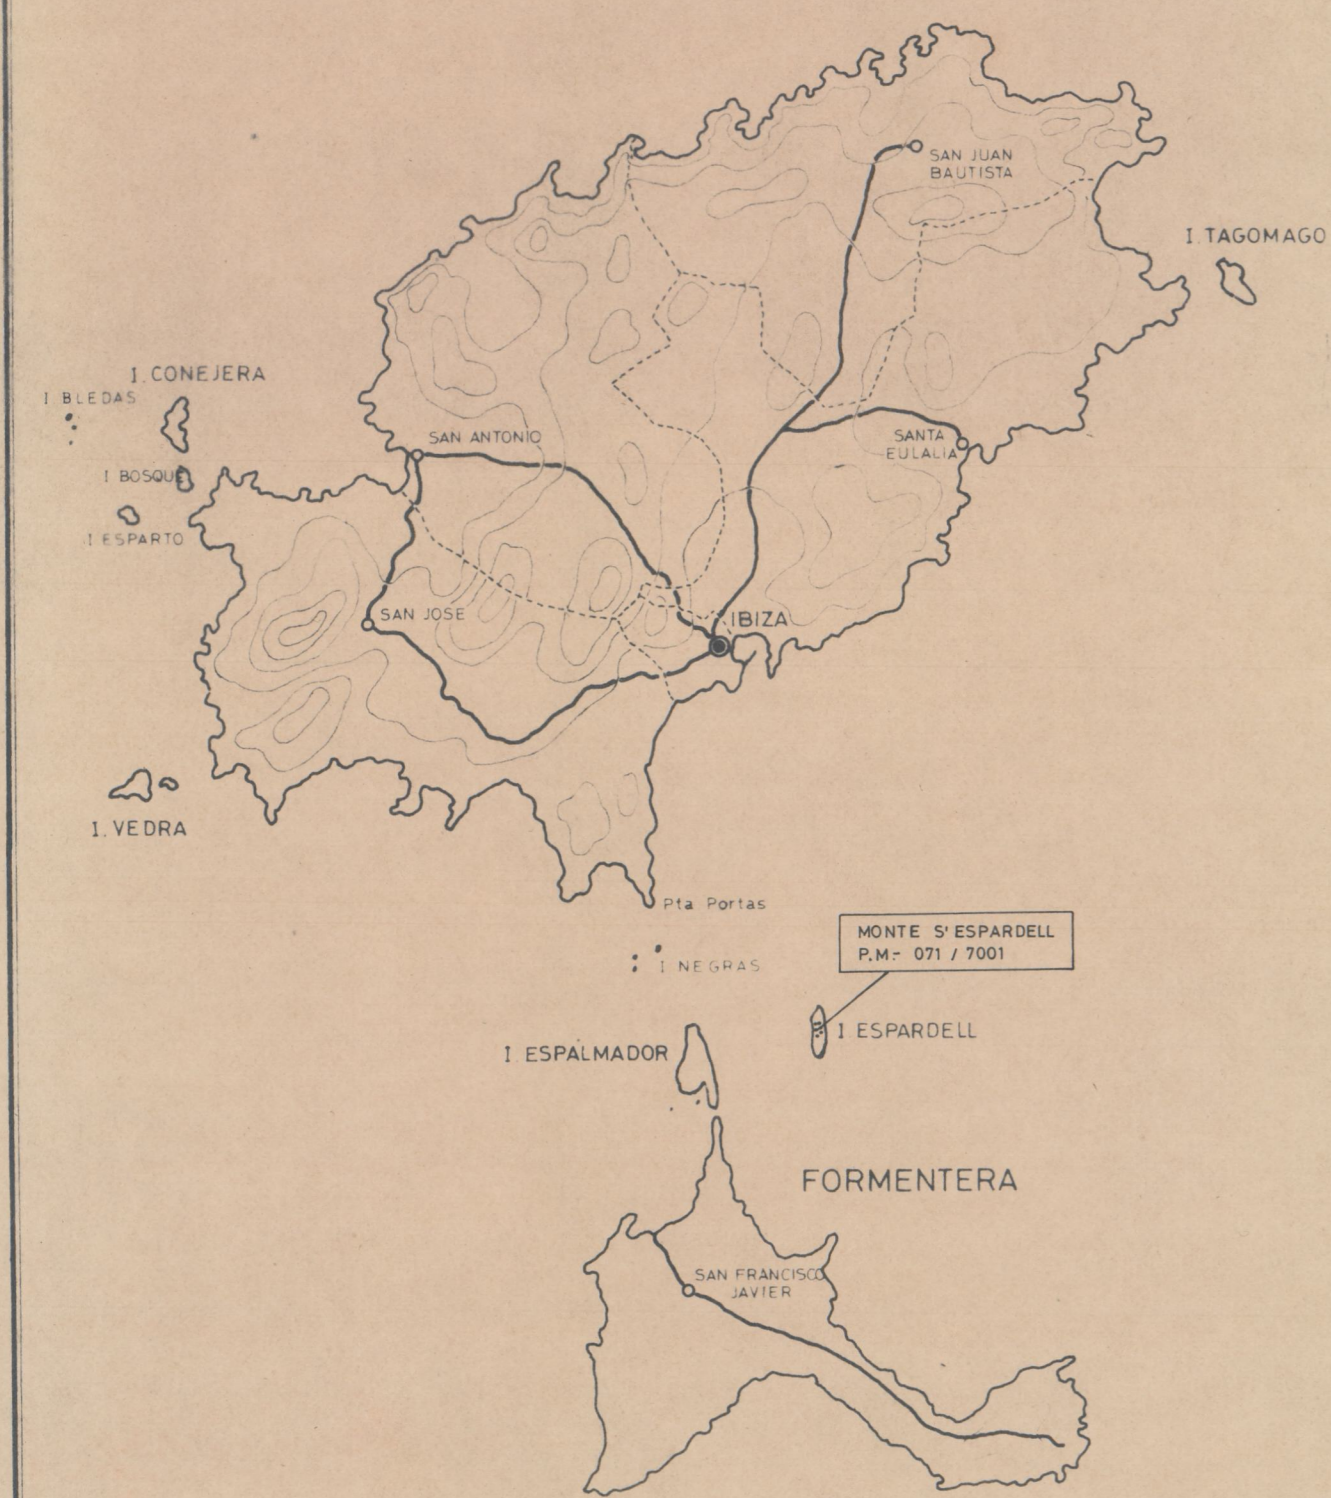 SAN JUAN
BAUTISTA
I. TAGOMAGO
I. CONEJERA
I BLEDAS
SAN ANTONIO
SANTA
EULALIA
I BOSQUE
I ESPARTO
SAN JOSE
IBIZA
I. VEDRA
Pta Portas
MONTE S' ESPARDELL
P.M.- 071 / 7001
I NEGRAS
I ESPARDELL
I. ESPALMADOR
FORMENTERA
SAN FRANCISCO
JAVIER